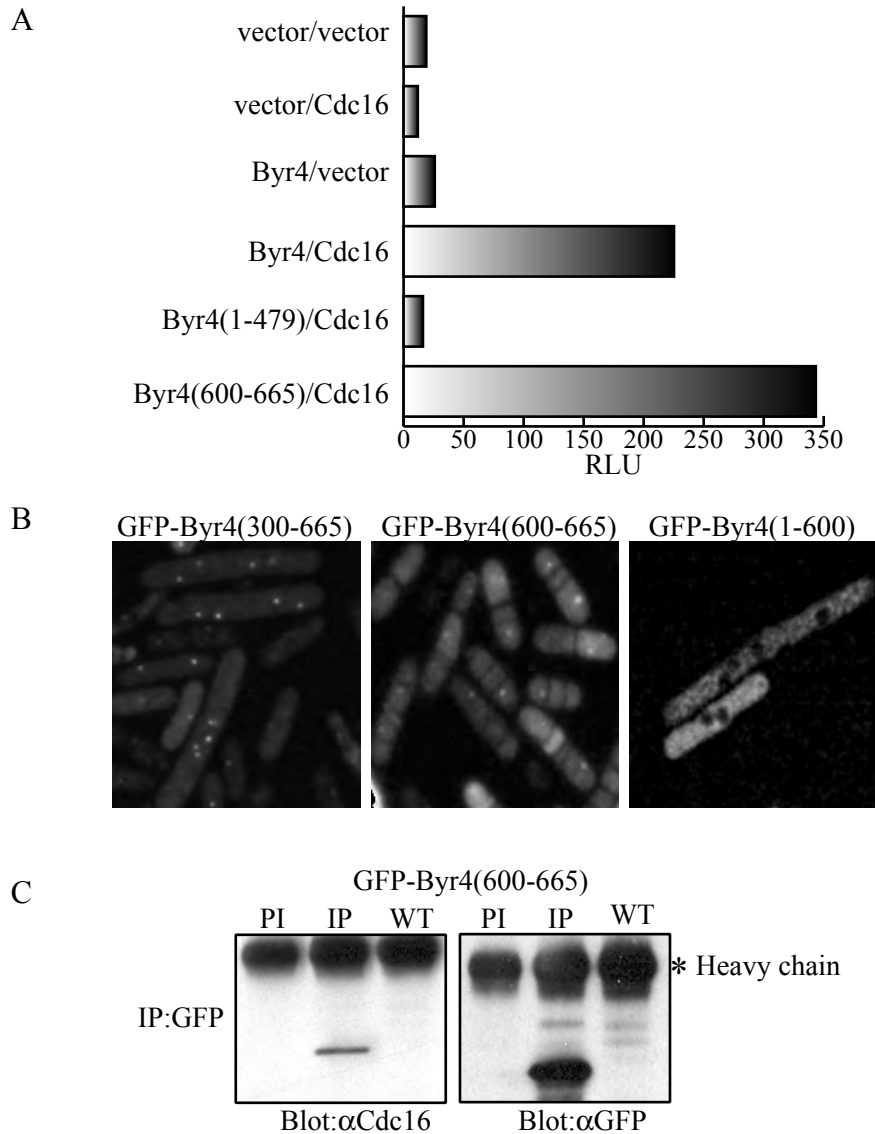 A
vector/vector
vector/Cdc16
Byr4/vector
Byr4/Cdc16
Byr4(1-479)/Cdc16
Byr4(600-665)/Cdc16
0 50 100 150 200 250 300 350
RLU
B
GFP-Byr4(300-665) GFP-Byr4(600-665) GFP-Byr4(1-600)
C
GFP-Byr4(600-665)
PI IP WT PI IP WT
* Heavy chain
IP:GFP
Blot:αCdc16 Blot:αGFP